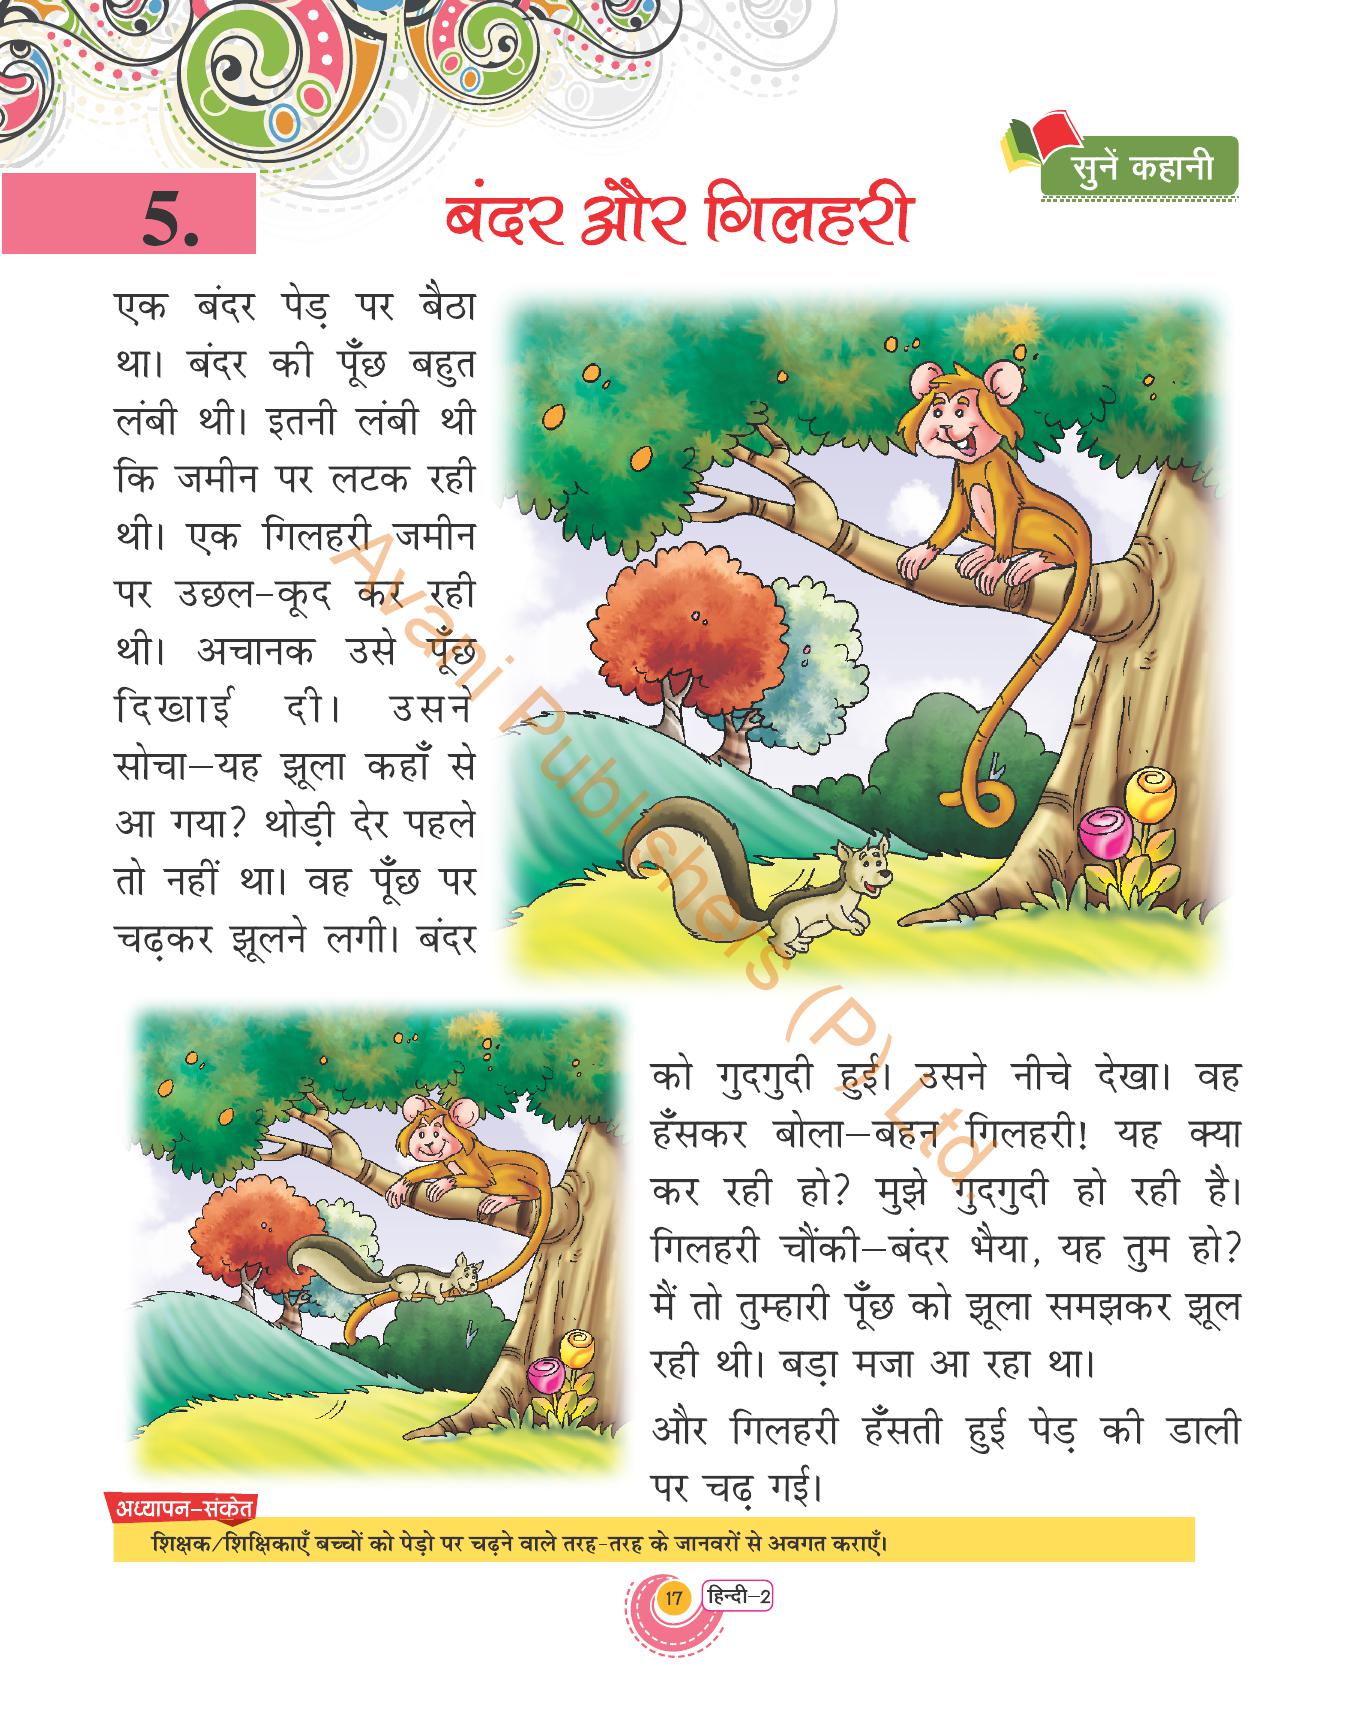 सुनें कहानी
5.
बंदर और गिलहरी
एक बंदर पेड़ पर बैठा
था। बंदर की पूँछ बहुत
लंबी थी। इतनी लंबी थी
कि जमीन पर लटक रही
थी। एक गिलहरी जमीन
पर उछल-कूद कर रही
थी। अचानक उसे पूँछ
दिखाई दी। उसने
सोचा—यह झूला कहाँ से
आ गया? थोड़ी देर पहले
तो नहीं था। वह पूँछ पर
चढ़कर झूलने लगी। बंदर
को गुदगुदी हुई। उसने नीचे देखा। वह
हँसकर बोला—बहन गिलहरी! यह क्या
कर रही हो? मुझे गुदगुदी हो रही है।
गिलहरी चौंकी—बंदर भैया, यह तुम हो?
मैं तो तुम्हारी पूँछ को झूला समझकर झूल
रही थी। बड़ा मजा आ रहा था।
और गिलहरी हँसती हुई पेड़ की डाली
पर चढ़ गई।
अध्यापन-संकेत
शिक्षक/शिक्षिकाएँ बच्चों को पेड़ो पर चढ़ने वाले तरह-तरह के जानवरों से अवगत कराएँ।
17
हिन्दी-2
Avani Publishers (P) Ltd.